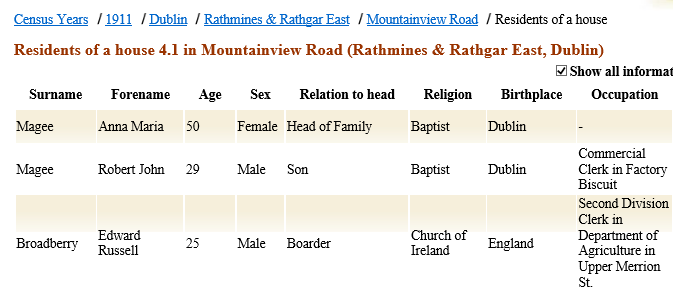 Census Years / 1911 / Dublin / Rathmines & Rathgar East / Mountainview Road / Residents of a house
Residents of a house 4.1 in Mountainview Road (Rathmines & Rathgar East, Dublin)
Show all informat
Surname Forename Age Sex Relation to head Religion Birthplace Occupation
Magee Anna Maria 50 Female Head of Family Baptist Dublin -
Magee Robert John 29 Male Son Baptist Dublin Commercial
Clerk in Factory
Biscuit
Broadberry Edward
Russell 25 Male Boarder Church of
Ireland England Second Division
Clerk in
Department of
Agriculture in
Upper Merrion
St.